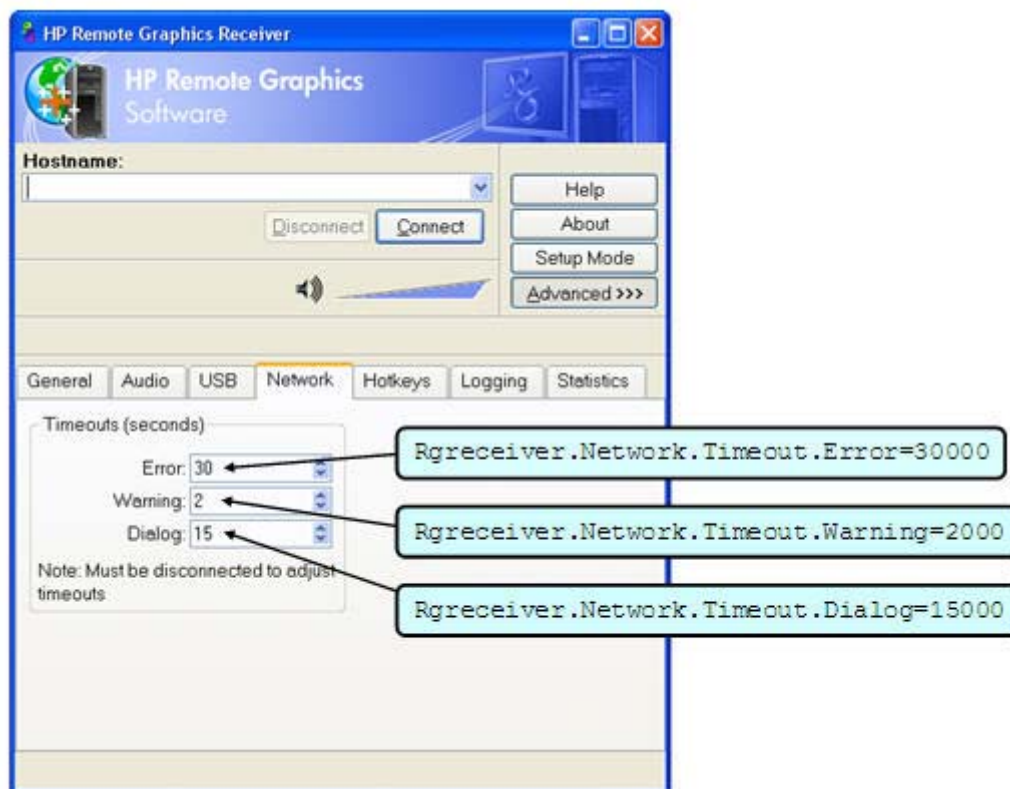 HP Remote Graphics Receiver
HP Remote Graphics
Software
Hostname:
Help
Disconnect
Connect
About
Setup Mode
Advanced >>>
General
Audio
USB
Network
Hotkeys
Logging
Statistics
Timeouts (seconds)
Error: 30
Rgreceiver.Network.Timeout.Error=30000
Warning: 2
Rgreceiver.Network.Timeout.Warning=2000
Dialog: 15
Note: Must be disconnected to adjust
timeouts
Rgreceiver.Network.Timeout.Dialog=15000